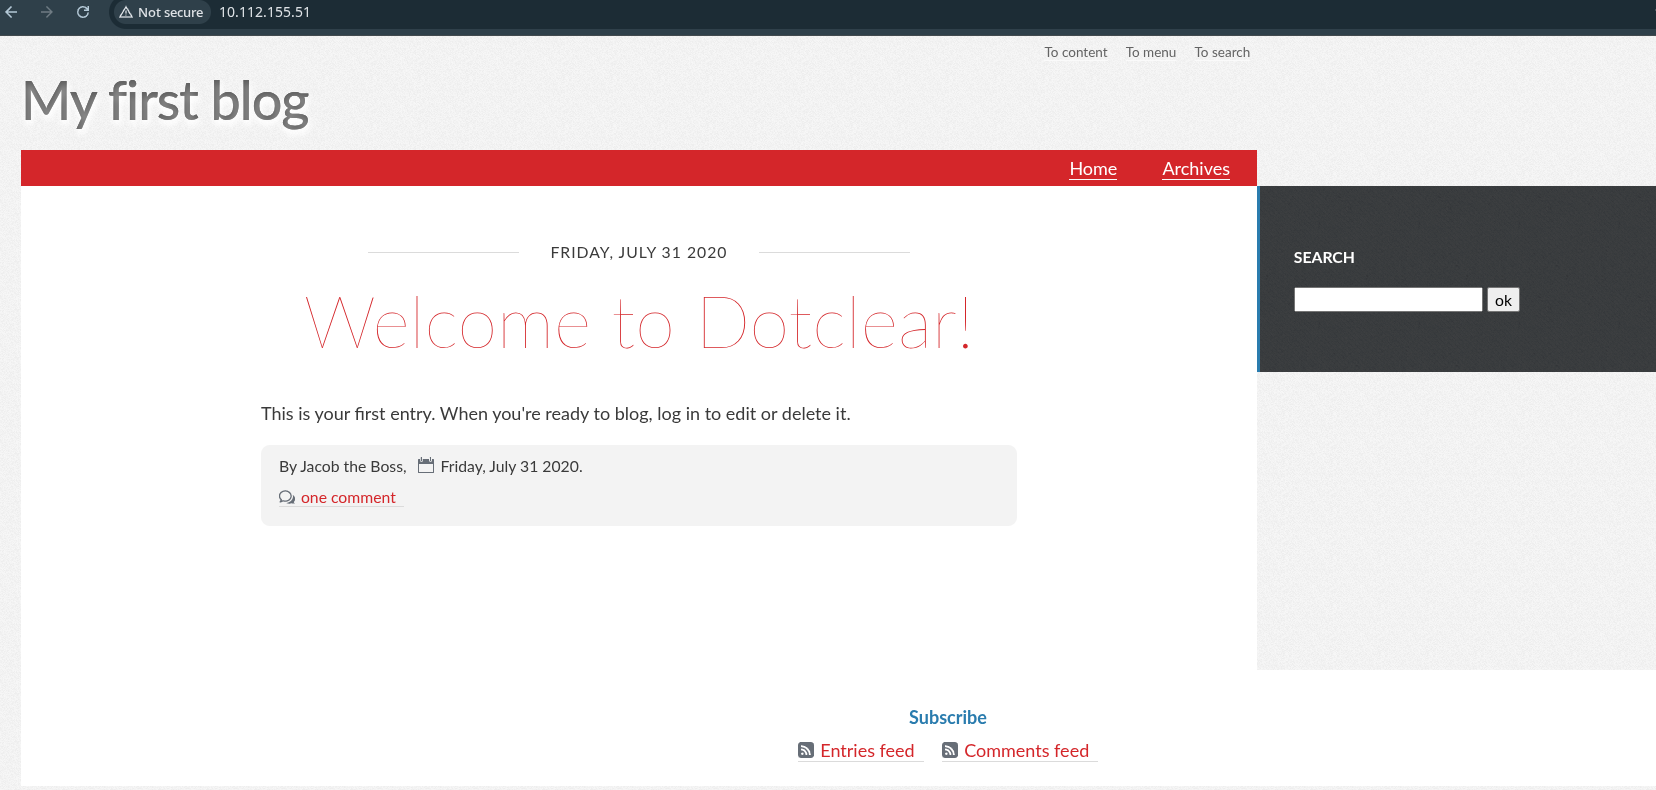 Not secure 10.112.155.51
To content To menu To search
My first blog
Home Archives
FRIDAY, JULY 31 2020
SEARCH
ok
Welcome to Dotclear!
This is your first entry. When you're ready to blog, log in to edit or delete it.
By Jacob the Boss, Friday, July 31 2020.
one comment
Subscribe
Entries feed Comments feed